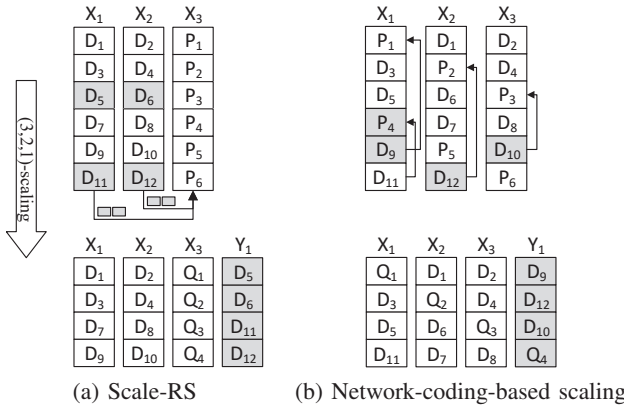 X1 X2 X3
D1 D2 P1
D3 D4 P2
D5 D6 P3
D7 D8 P4
D9 D10 P5
D11 D12 P6
(3,2,1)-scaling
X1 X2 X3 Y1
D1 D2 Q1 D5
D3 D4 Q2 D6
D7 D8 Q3 D11
D9 D10 Q4 D12
(a) Scale-RS
X1 X2 X3
P1 D1 D2
D3 P2 D4
D5 D6 P3
P4 D7 D8
D9 P5 D10
D11 D12 P6
X1 X2 X3 Y1
Q1 D1 D2 D9
D3 Q2 D4 D12
D5 D6 Q3 D10
D11 D7 D8 Q4
(b) Network-coding-based scaling